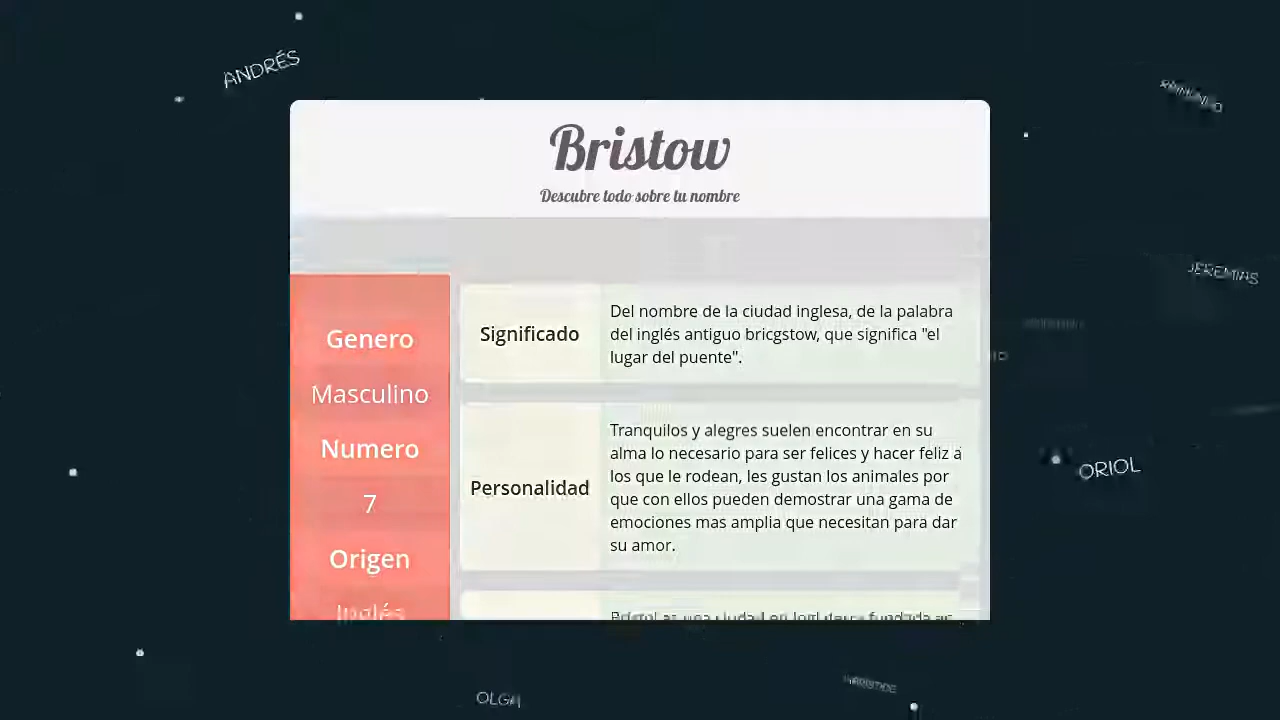 ANDRÉS
Bristow
Descubre todo sobre tu nombre
JEREMIAS
Genero
Masculino
Numero
7
Origen
Inglés
Significado
Del nombre de la ciudad inglesa, de la palabra
del inglés antiguo bricgstow, que significa "el
lugar del puente".
Personalidad
Tranquilos y alegres suelen encontrar en su
alma lo necesario para ser felices y hacer feliz a
los que le rodean, les gustan los animales por
que con ellos pueden demostrar una gama de
emociones mas amplia que necesitan para dar
su amor.
ORIOL
OLGA